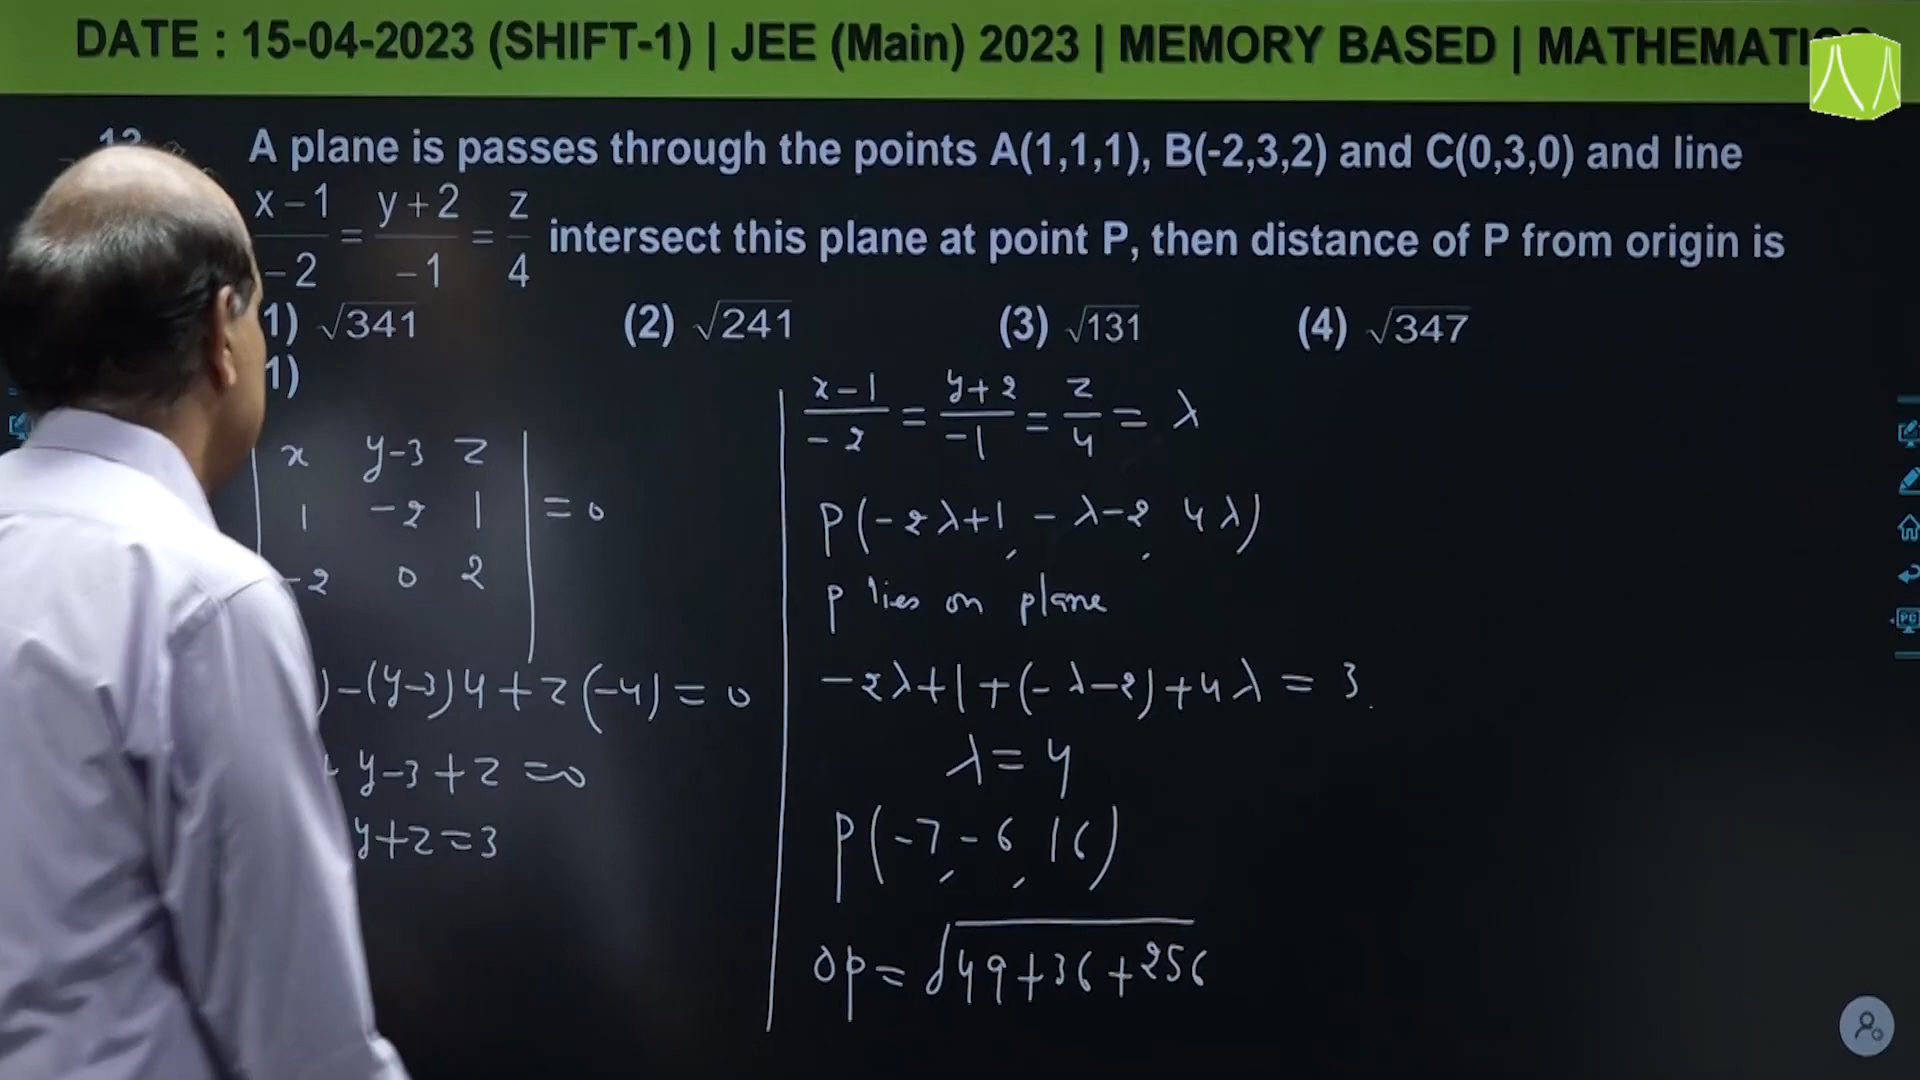 DATE : 15-04-2023 (SHIFT-1) | JEE (Main) 2023 | MEMORY BASED | MATHEMATICS
A plane is passes through the points A(1,1,1), B(-2,3,2) and C(0,3,0) and line
x−1/−2 = y+2/−1 = z/4 intersect this plane at point P, then distance of P from origin is
1) √341 (2) √241 (3) √131 (4) √347
1)
| x y-3 z |
| 1 -2 1 | = 0
| -2 0 2 |
)-(y-3)4+z(-4)=0
y-3+z=0
y+z=3
x-1/-2 = y+2/-1 = z/4 = λ
P(-2λ+1, -λ-2, 4λ)
P lies on plane
-2λ+1+(-λ-2)+4λ=3.
λ=4
P(-7,-6,16)
OP=√49+36+256
PC